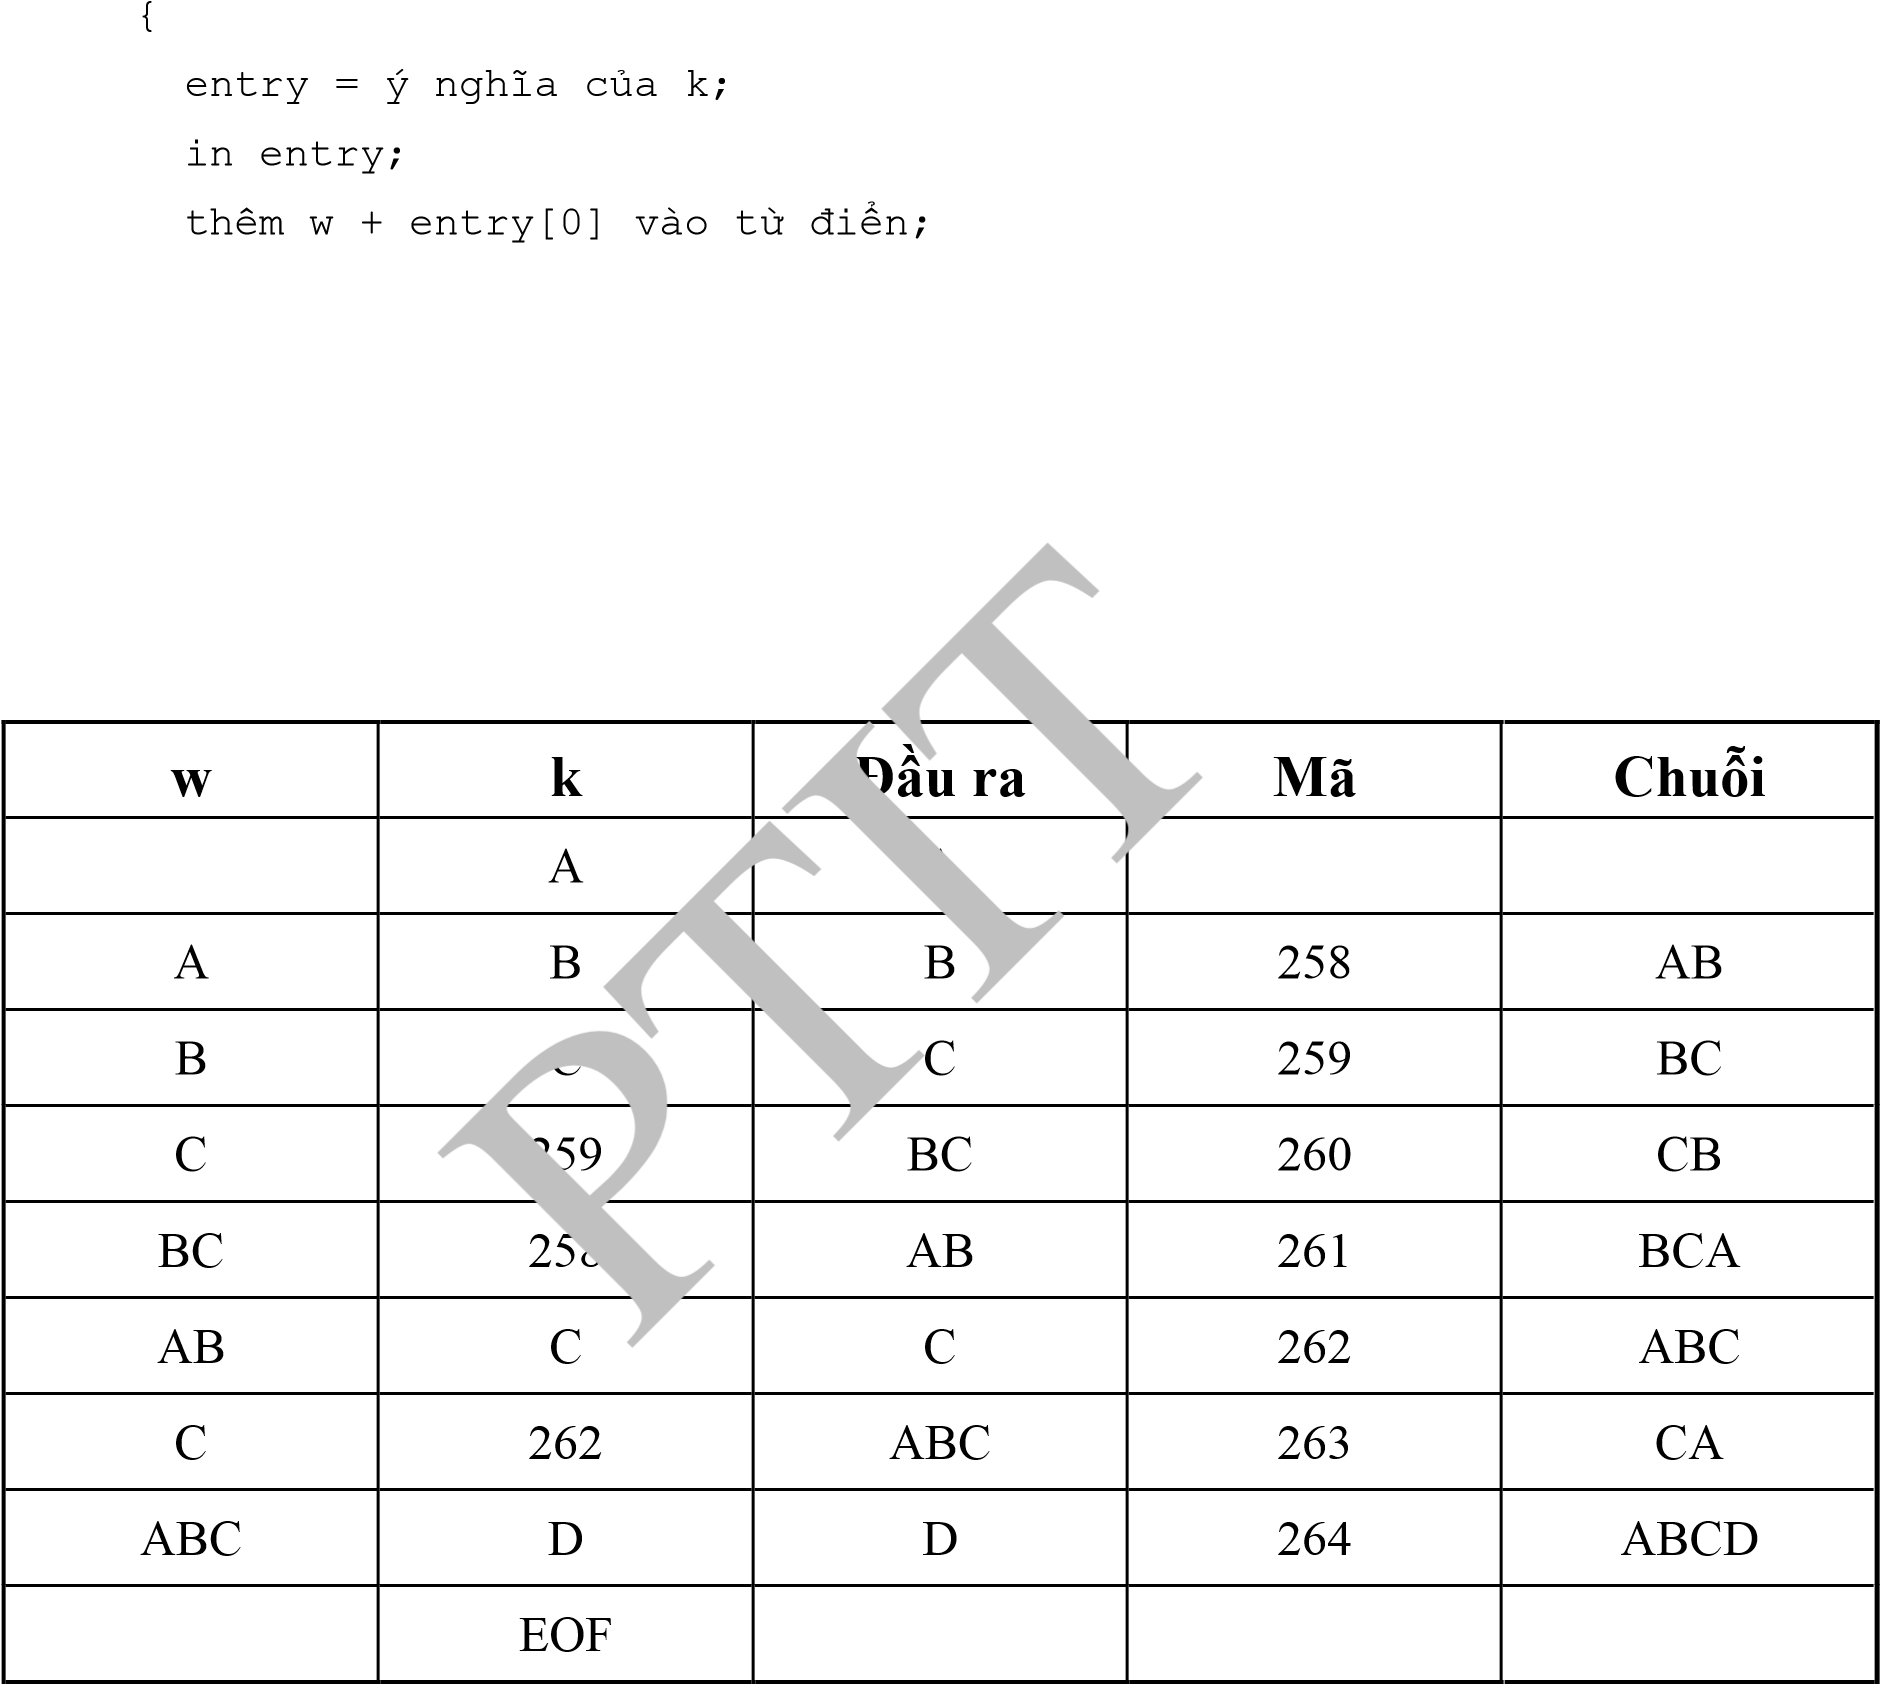 {
entry = ý nghĩa của k;
in entry;
thêm w + entry[0] vào từ điển;
w k Đầu ra Mã Chuỗi
A
A B B 258 AB
B C C 259 BC
C 259 BC 260 CB
BC 258 AB 261 BCA
AB C C 262 ABC
C 262 ABC 263 CA
ABC D D 264 ABCD
EOF
PTIT